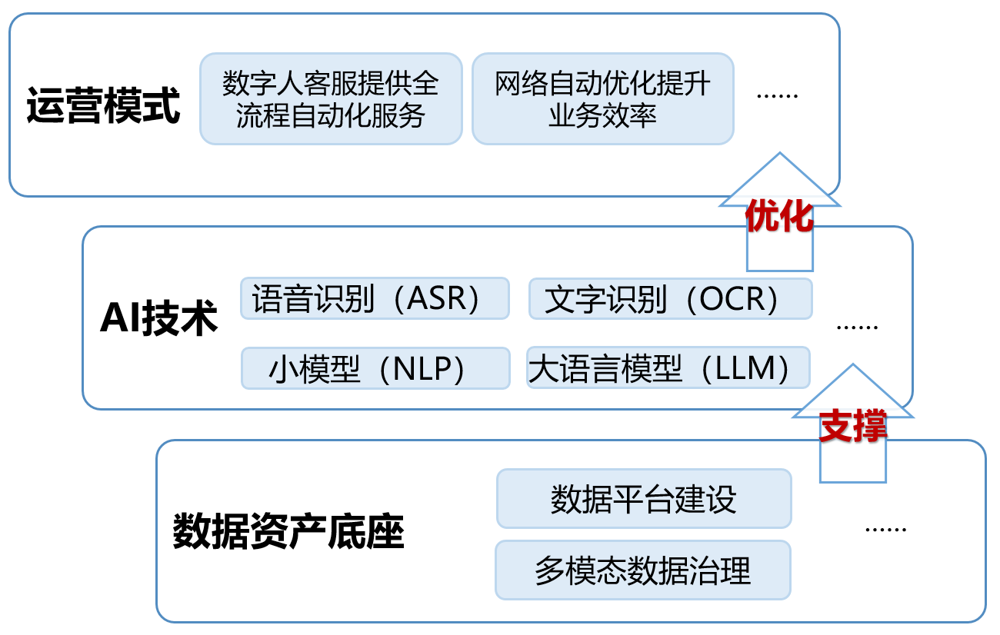 运营模式
数字人客服提供全
流程自动化服务
网络自动优化提升
业务效率
......
优化
AI技术
语音识别（ASR）
文字识别（OCR）
小模型（NLP）
大语言模型（LLM）
......
支撑
数据资产底座
数据平台建设
多模态数据治理
......